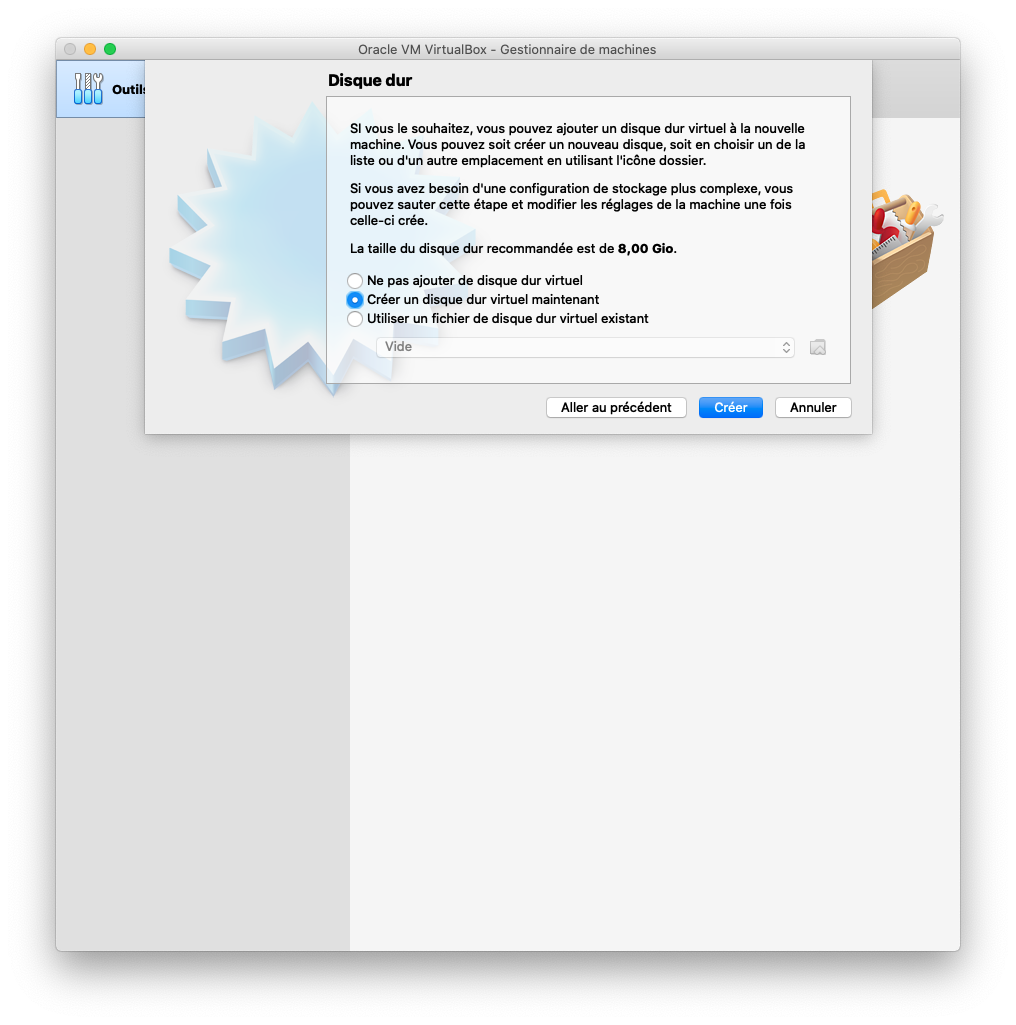 Oracle VM VirtualBox - Gestionnaire de machines
Outils
Disque dur
SI vous le souhaitez, vous pouvez ajouter un disque dur virtuel à la nouvelle
machine. Vous pouvez soit créer un nouveau disque, soit en choisir un de la
liste ou d'un autre emplacement en utilisant l'icône dossier.
Si vous avez besoin d'une configuration de stockage plus complexe, vous
pouvez sauter cette étape et modifier les réglages de la machine une fois
celle-ci crée.
La taille du disque dur recommandée est de 8,00 Gio.
Ne pas ajouter de disque dur virtuel
Créer un disque dur virtuel maintenant
Utiliser un fichier de disque dur virtuel existant
Vide
Aller au précédent
Créer
Annuler